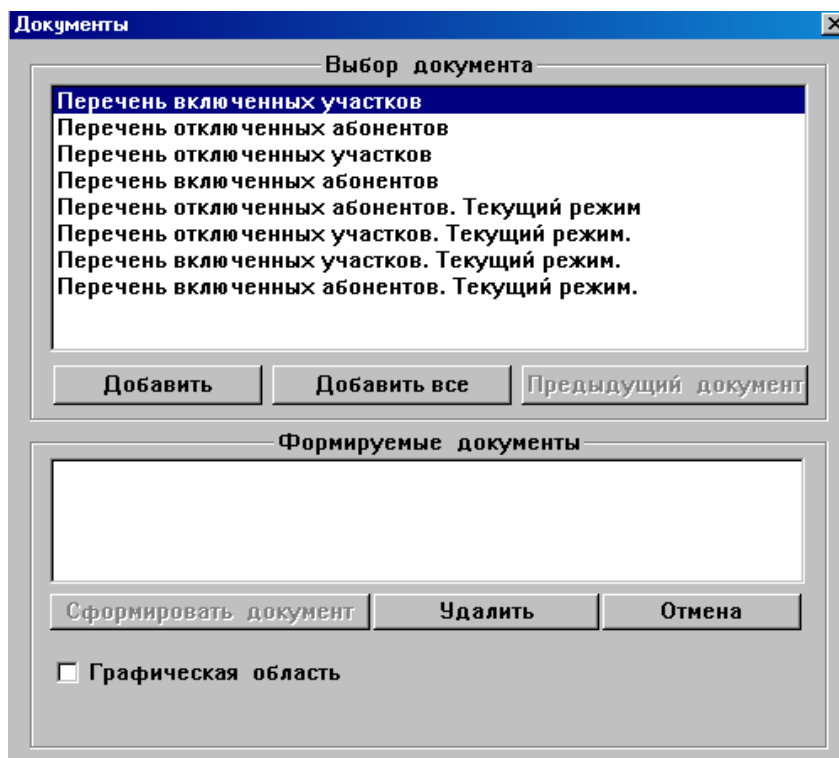 Документы
Выбор документа
Перечень включенных участков
Перечень отключенных абонентов
Перечень отключенных участков
Перечень включенных абонентов
Перечень отключенных абонентов. Текущий режим
Перечень отключенных участков. Текущий режим.
Перечень включенных участков. Текущий режим.
Перечень включенных абонентов. Текущий режим.
Добавить Добавить все Предыдущий документ
Формируемые документы
Сформировать документ Удалить Отмена
Графическая область